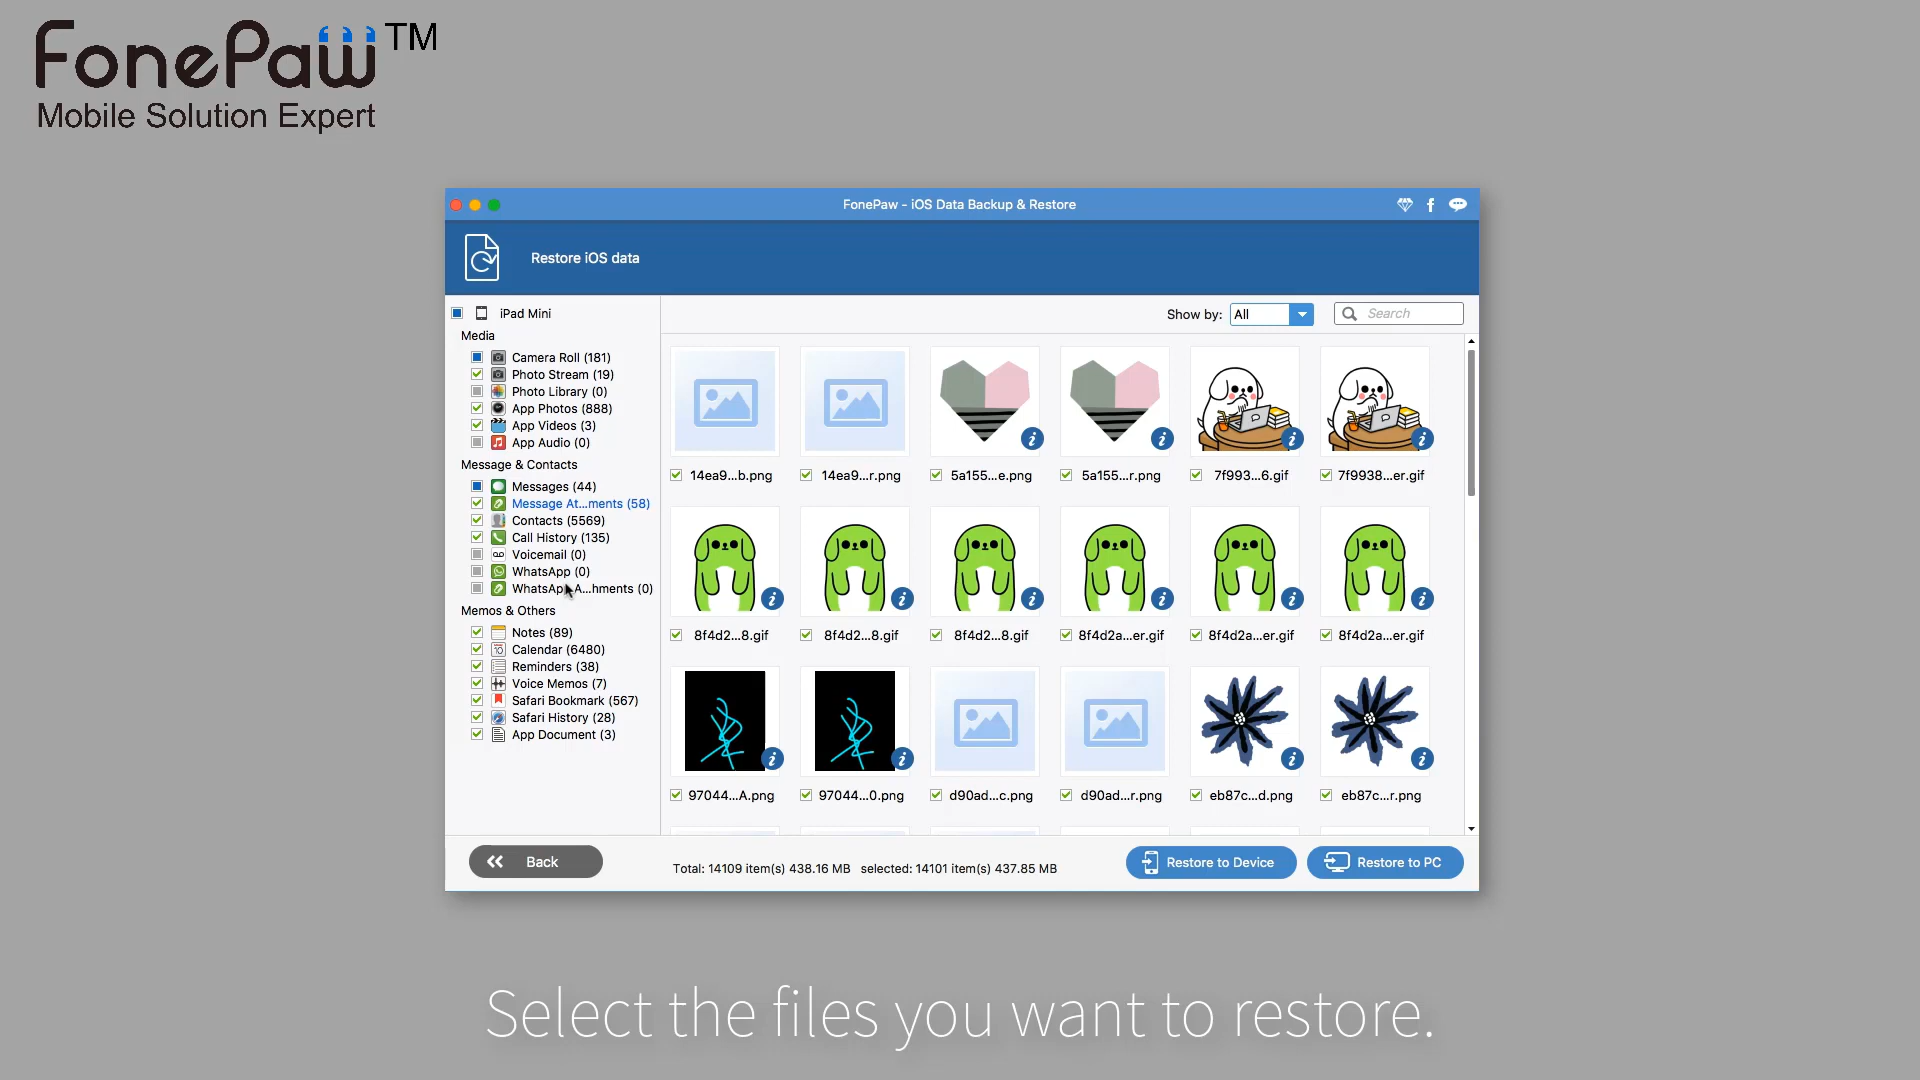 FonePaw™
Mobile Solution Expert
FonePaw - iOS Data Backup & Restore
Restore iOS data
iPad Mini
Media
Camera Roll (181)
Photo Stream (19)
Photo Library (0)
App Photos (888)
App Videos (3)
App Audio (0)
Message & Contacts
Messages (44)
Message At...ments (58)
Contacts (5569)
Call History (135)
Voicemail (0)
WhatsApp (0)
WhatsApp A...hments (0)
Memos & Others
Notes (89)
Calendar (6480)
Reminders (38)
Voice Memos (7)
Safari Bookmark (567)
Safari History (28)
App Document (3)
Show by: All Search
14ea9...b.png 14ea9...r.png 5a155...e.png 5a155...r.png 7f993...6.gif 7f9938...er.gif
8f4d2...8.gif 8f4d2...8.gif 8f4d2...8.gif 8f4d2a...er.gif 8f4d2a...er.gif 8f4d2a...er.gif
97044...A.png 97044...0.png d90ad...c.png d90ad...r.png eb87c...d.png eb87c...r.png
Back
Total: 14109 item(s) 438.16 MB selected: 14101 item(s) 437.85 MB
Restore to Device
Restore to PC
Select the files you want to restore.